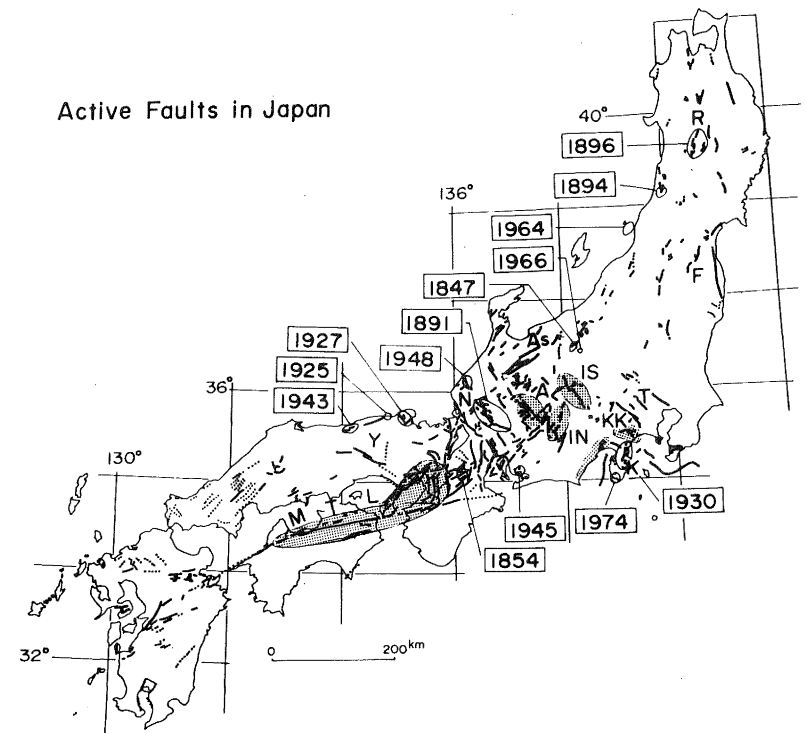 Active Faults in Japan
40°
R
1896
1894
136°
1964
1966
F
1847
1891
As
1927
1948
IS
1925
36°
N
A
T
1943
KK
Y
K
IN
130°
L
K
M
T
1930
1945
1974
1854
32°
0
200km